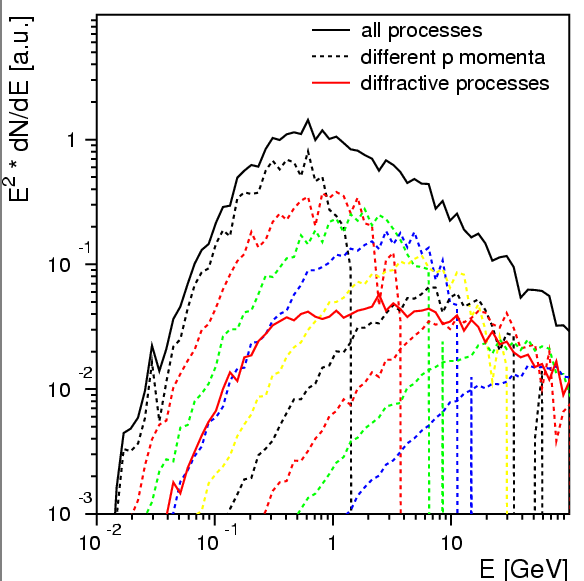 all processes
different p momenta
diffractive processes
E² * dN/dE [a.u.]
1
10 -1
10 -2
10 -3
10 -2
10 -1
1
10
E [GeV]